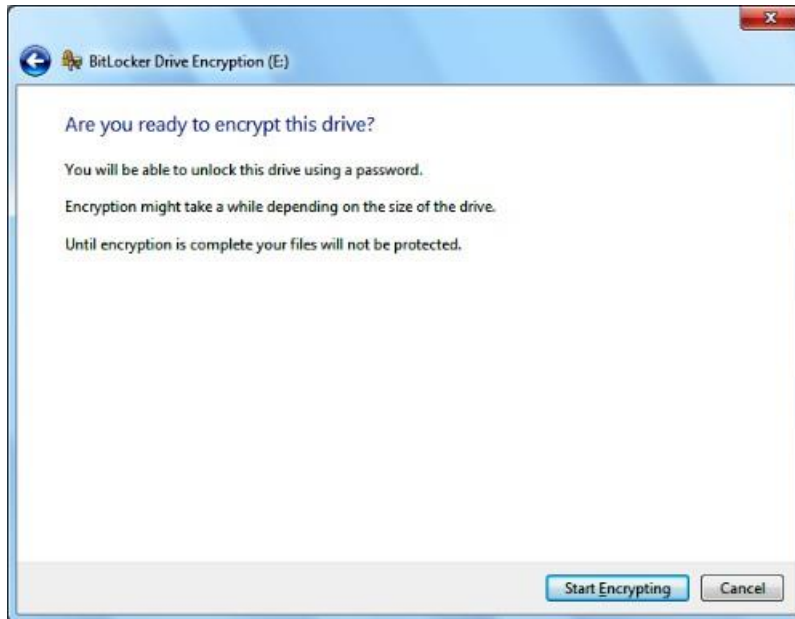 BitLocker Drive Encryption (E:)
Are you ready to encrypt this drive?
You will be able to unlock this drive using a password.
Encryption might take a while depending on the size of the drive.
Until encryption is complete your files will not be protected.
Start Encrypting Cancel